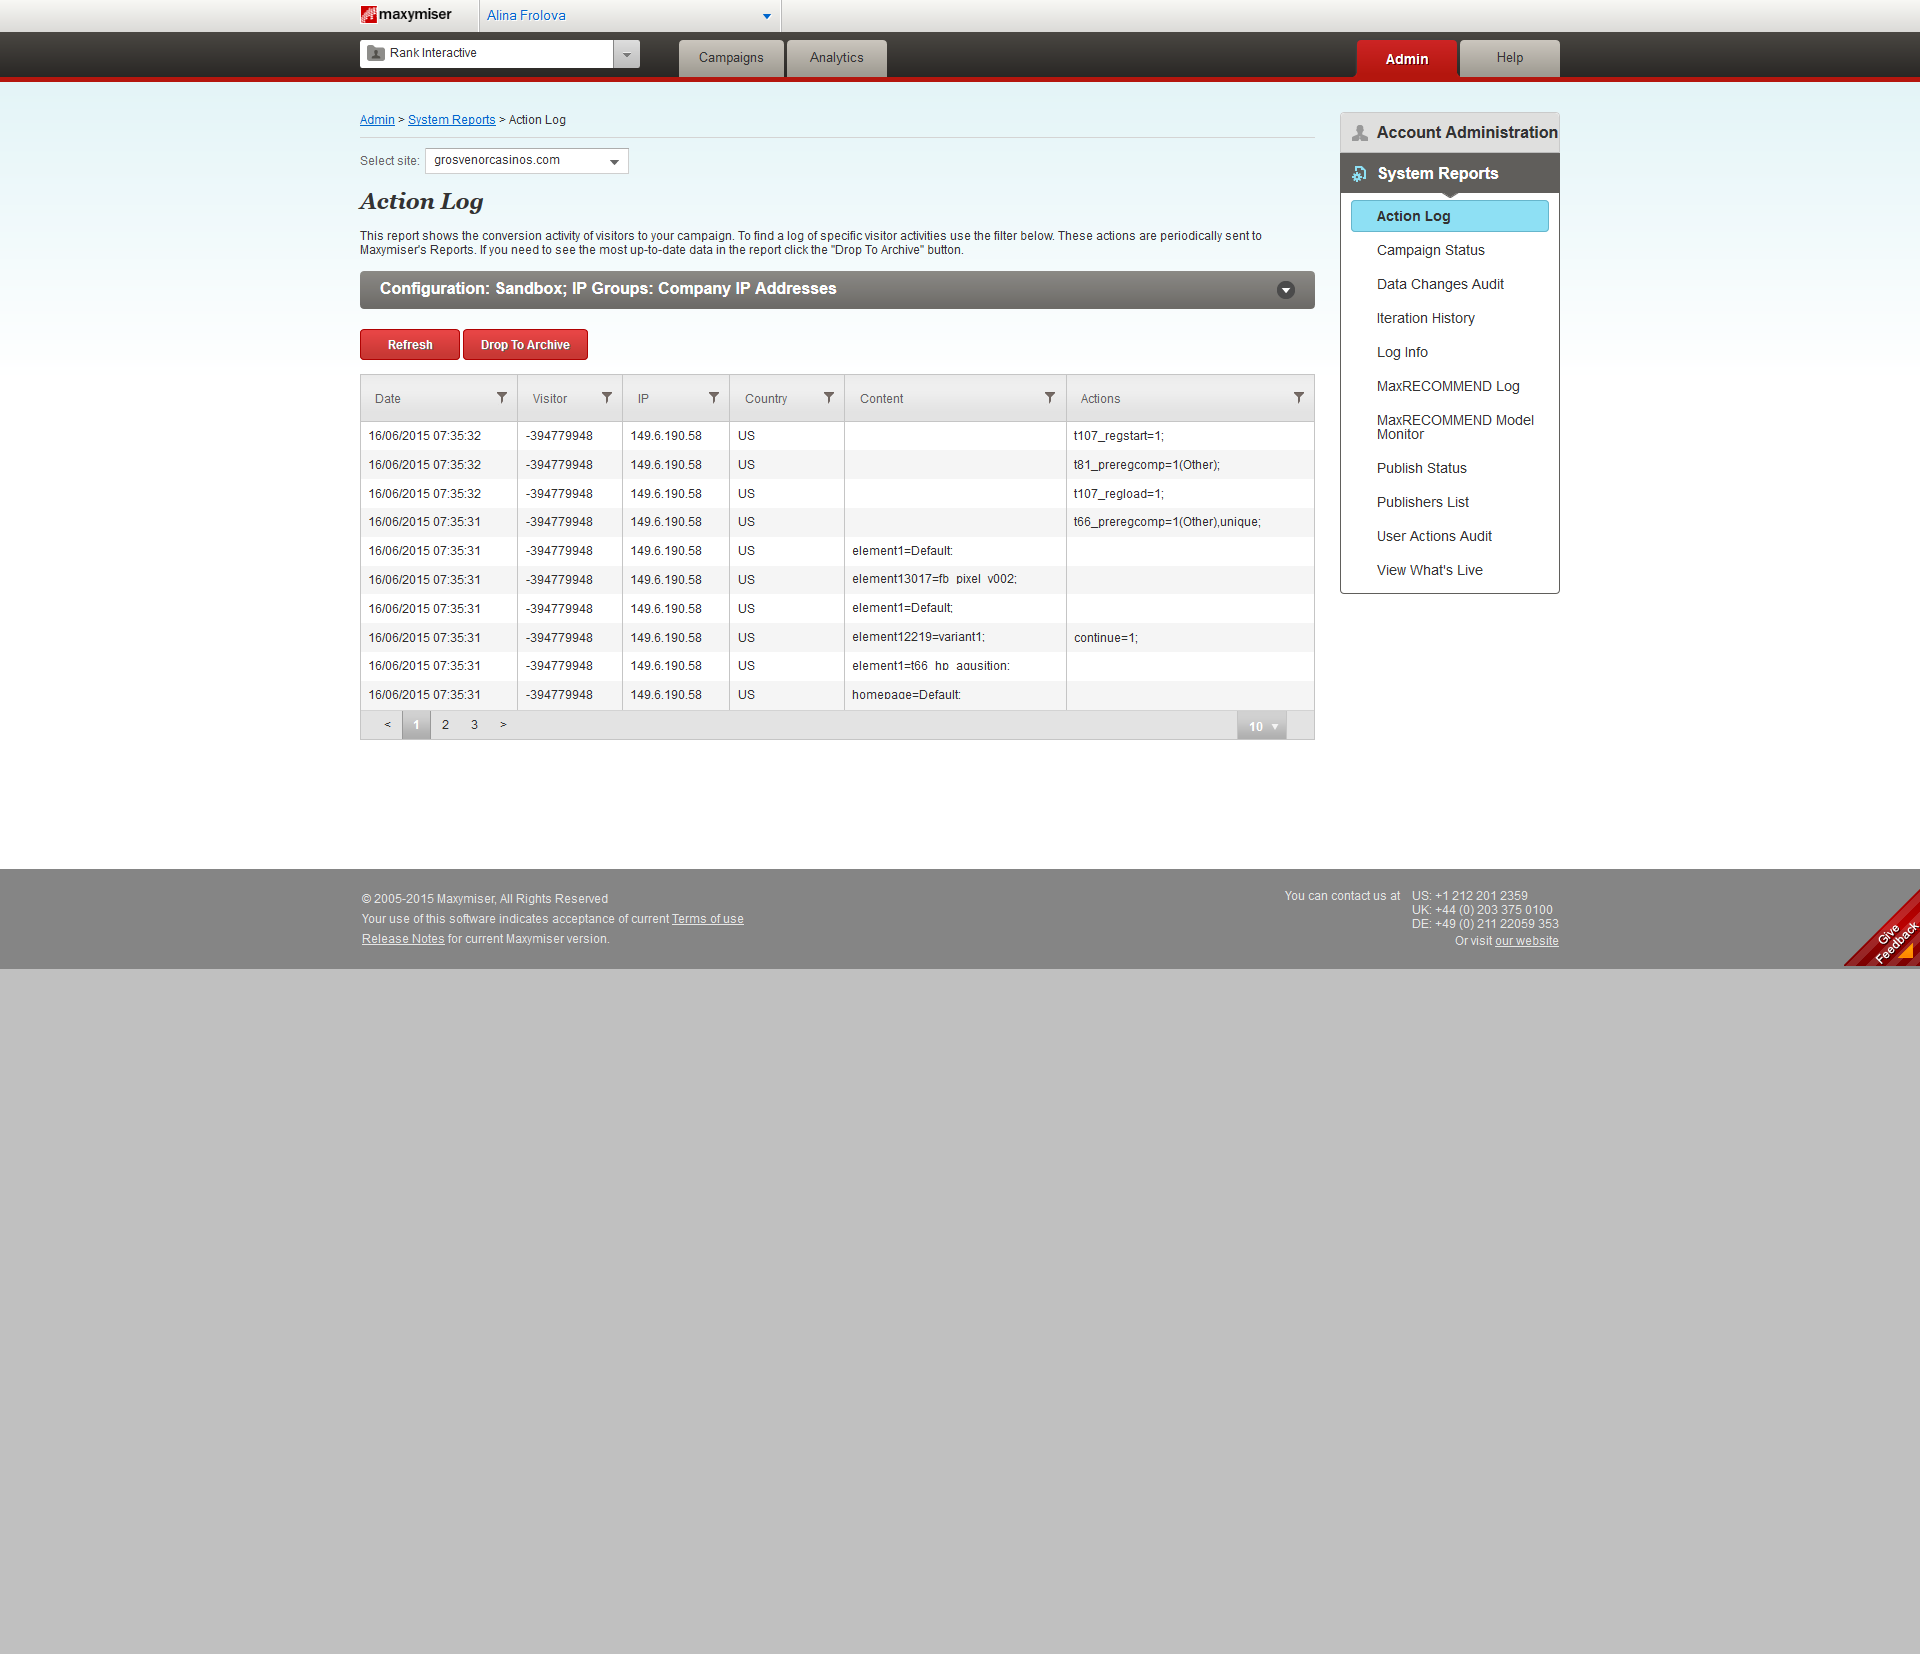 maxymiser
Alina Frolova
Rank Interactive
Campaigns
Analytics
Admin
Help
Admin > System Reports > Action Log
Select site:
grosvenorcasinos.com
Action Log
This report shows the conversion activity of visitors to your campaign. To find a log of specific visitor activities use the filter below. These actions are periodically sent to
Maxymiser's Reports. If you need to see the most up-to-date data in the report click the "Drop To Archive" button.
Configuration: Sandbox; IP Groups: Company IP Addresses
Refresh
Drop To Archive
Date Visitor IP Country Content Actions
16/06/2015 07:35:32 -394779948 149.6.190.58 US t107_regstart=1;
16/06/2015 07:35:32 -394779948 149.6.190.58 US t81_preregcomp=1(Other);
16/06/2015 07:35:32 -394779948 149.6.190.58 US t107_regload=1;
16/06/2015 07:35:31 -394779948 149.6.190.58 US t66_preregcomp=1(Other),unique;
16/06/2015 07:35:31 -394779948 149.6.190.58 US element1=Default;
16/06/2015 07:35:31 -394779948 149.6.190.58 US element13017=fb_pixel_v002;
16/06/2015 07:35:31 -394779948 149.6.190.58 US element1=Default;
16/06/2015 07:35:31 -394779948 149.6.190.58 US element12219=variant1; continue=1;
16/06/2015 07:35:31 -394779948 149.6.190.58 US element1=t66_hp_aqusition;
16/06/2015 07:35:31 -394779948 149.6.190.58 US homepage=Default;
< 1 2 3 >
10
Account Administration
System Reports
Action Log
Campaign Status
Data Changes Audit
Iteration History
Log Info
MaxRECOMMEND Log
MaxRECOMMEND Model
Monitor
Publish Status
Publishers List
User Actions Audit
View What's Live
© 2005-2015 Maxymiser, All Rights Reserved
Your use of this software indicates acceptance of current Terms of use
Release Notes for current Maxymiser version.
You can contact us at US: +1 212 201 2359
UK: +44 (0) 203 375 0100
DE: +49 (0) 211 22059 353
Or visit our website
Give
Feedback